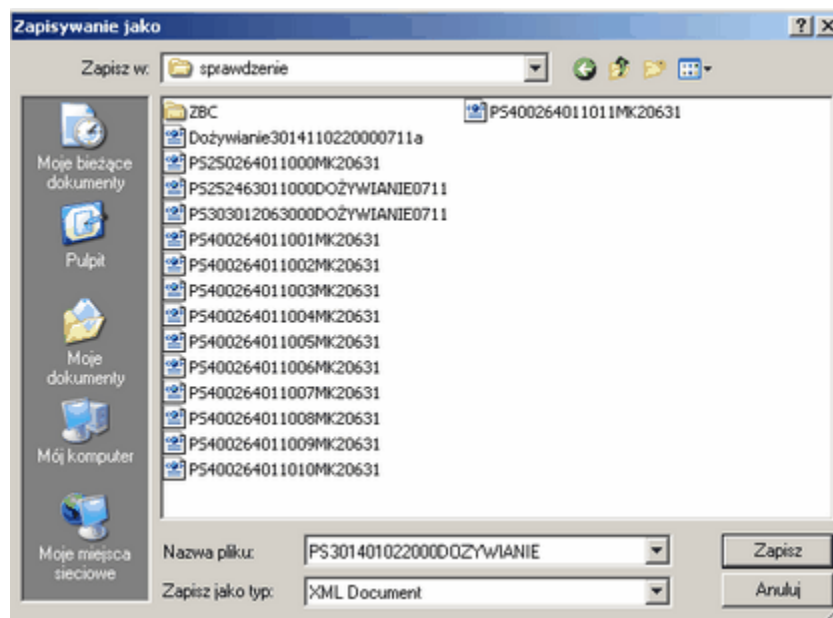 Zapisywanie jako
Zapisz w:
sprawdzenie
Moje bieżące
dokumenty
Pulpit
Moje
dokumenty
Mój komputer
Moje miejsca
sieciowe
ZBC
Dożywianie3014110220000711a
PS250264011000MK20631
PS252463011000DOŻYWIANIE0711
PS303012063000DOŻYWIANIE0711
PS400264011001MK20631
PS400264011002MK20631
PS400264011003MK20631
PS400264011004MK20631
PS400264011005MK20631
PS400264011006MK20631
PS400264011007MK20631
PS400264011008MK20631
PS400264011009MK20631
PS400264011010MK20631
PS400264011011MK20631
Nazwa pliku:
PS301401022000DOZYWIANIE
Zapisz
Zapisz jako typ:
XML Document
Anuluj